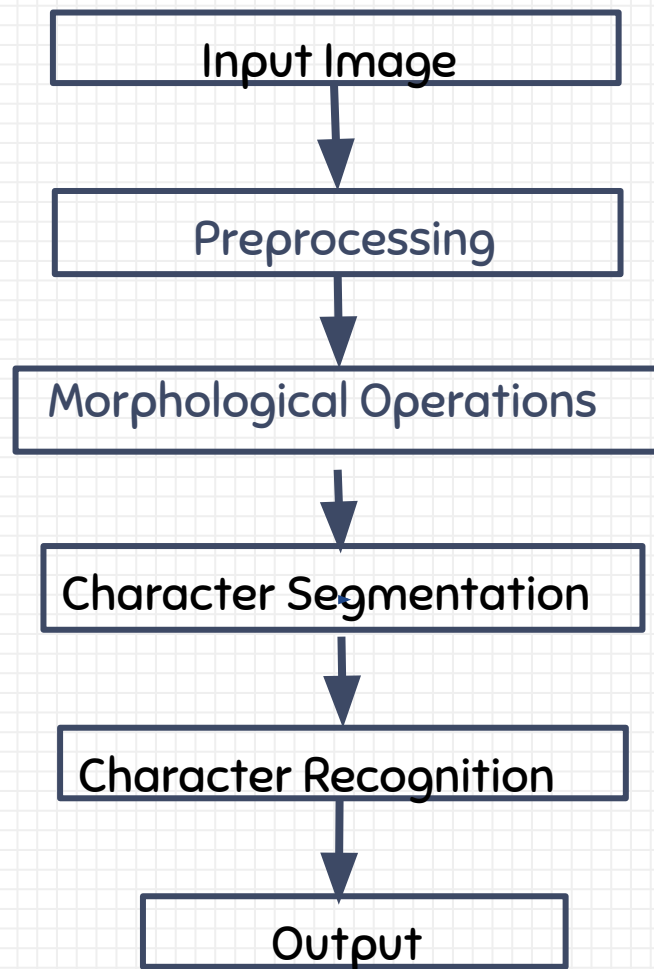 Input Image
Preprocessing
Morphological Operations
Character Segmentation
Character Recognition
Output